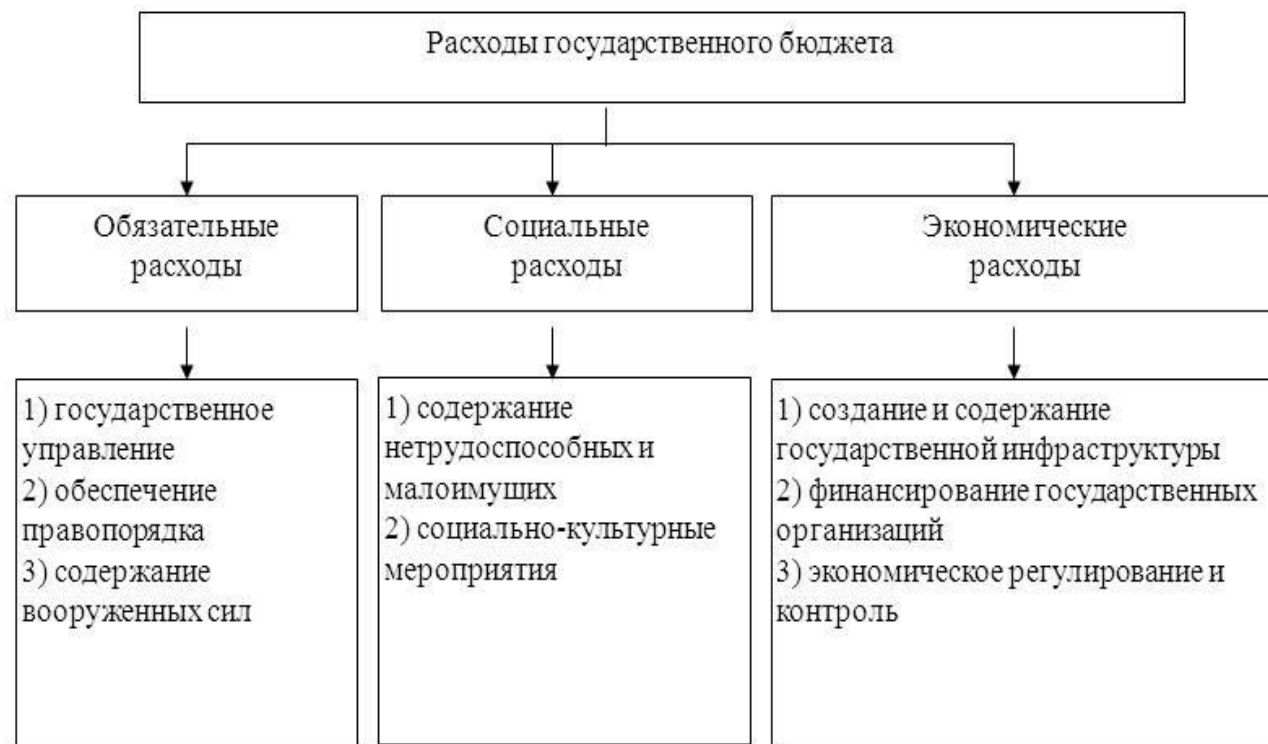 Расходы государственного бюджета
Обязательные
расходы
Социальные
расходы
Экономические
расходы
1) государственное
управление
2) обеспечение
правопорядка
3) содержание
вооруженных сил
1) содержание
нетрудоспособных и
малоимущих
2) социально-культурные
мероприятия
1) создание и содержание
государственной инфраструктуры
2) финансирование государственных
организаций
3) экономическое регулирование и
контроль